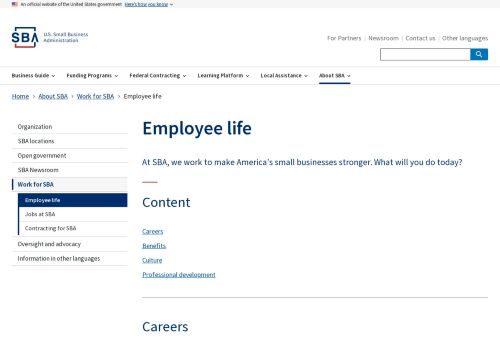 An official website of the United States government Here's how you know
SBA U.S. Small Business Administration
For Partners | Newsroom | Contact us | Other languages
Business Guide Funding Programs Federal Contracting Learning Platform Local Assistance About SBA
Home > About SBA > Work for SBA > Employee life
Organization
SBA locations
Open government
SBA Newsroom
Work for SBA
Employee life
Jobs at SBA
Contracting for SBA
Oversight and advocacy
Information in other languages
Employee life
At SBA, we work to make America's small businesses stronger. What will you do today?
Content
Careers
Benefits
Culture
Professional development
Careers